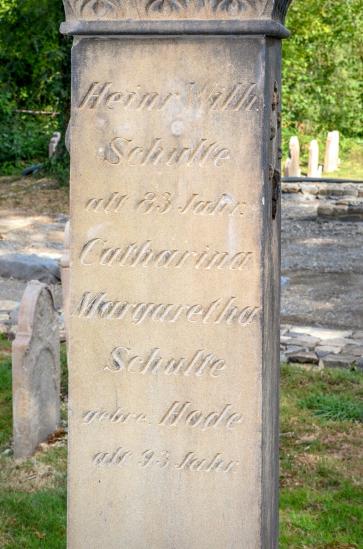 Heinr. Wilh.
Schulte
alt 83 Jahr.
Catharina
Margaretha
Schulte
gebre. Hode
alt 93 Jahr.